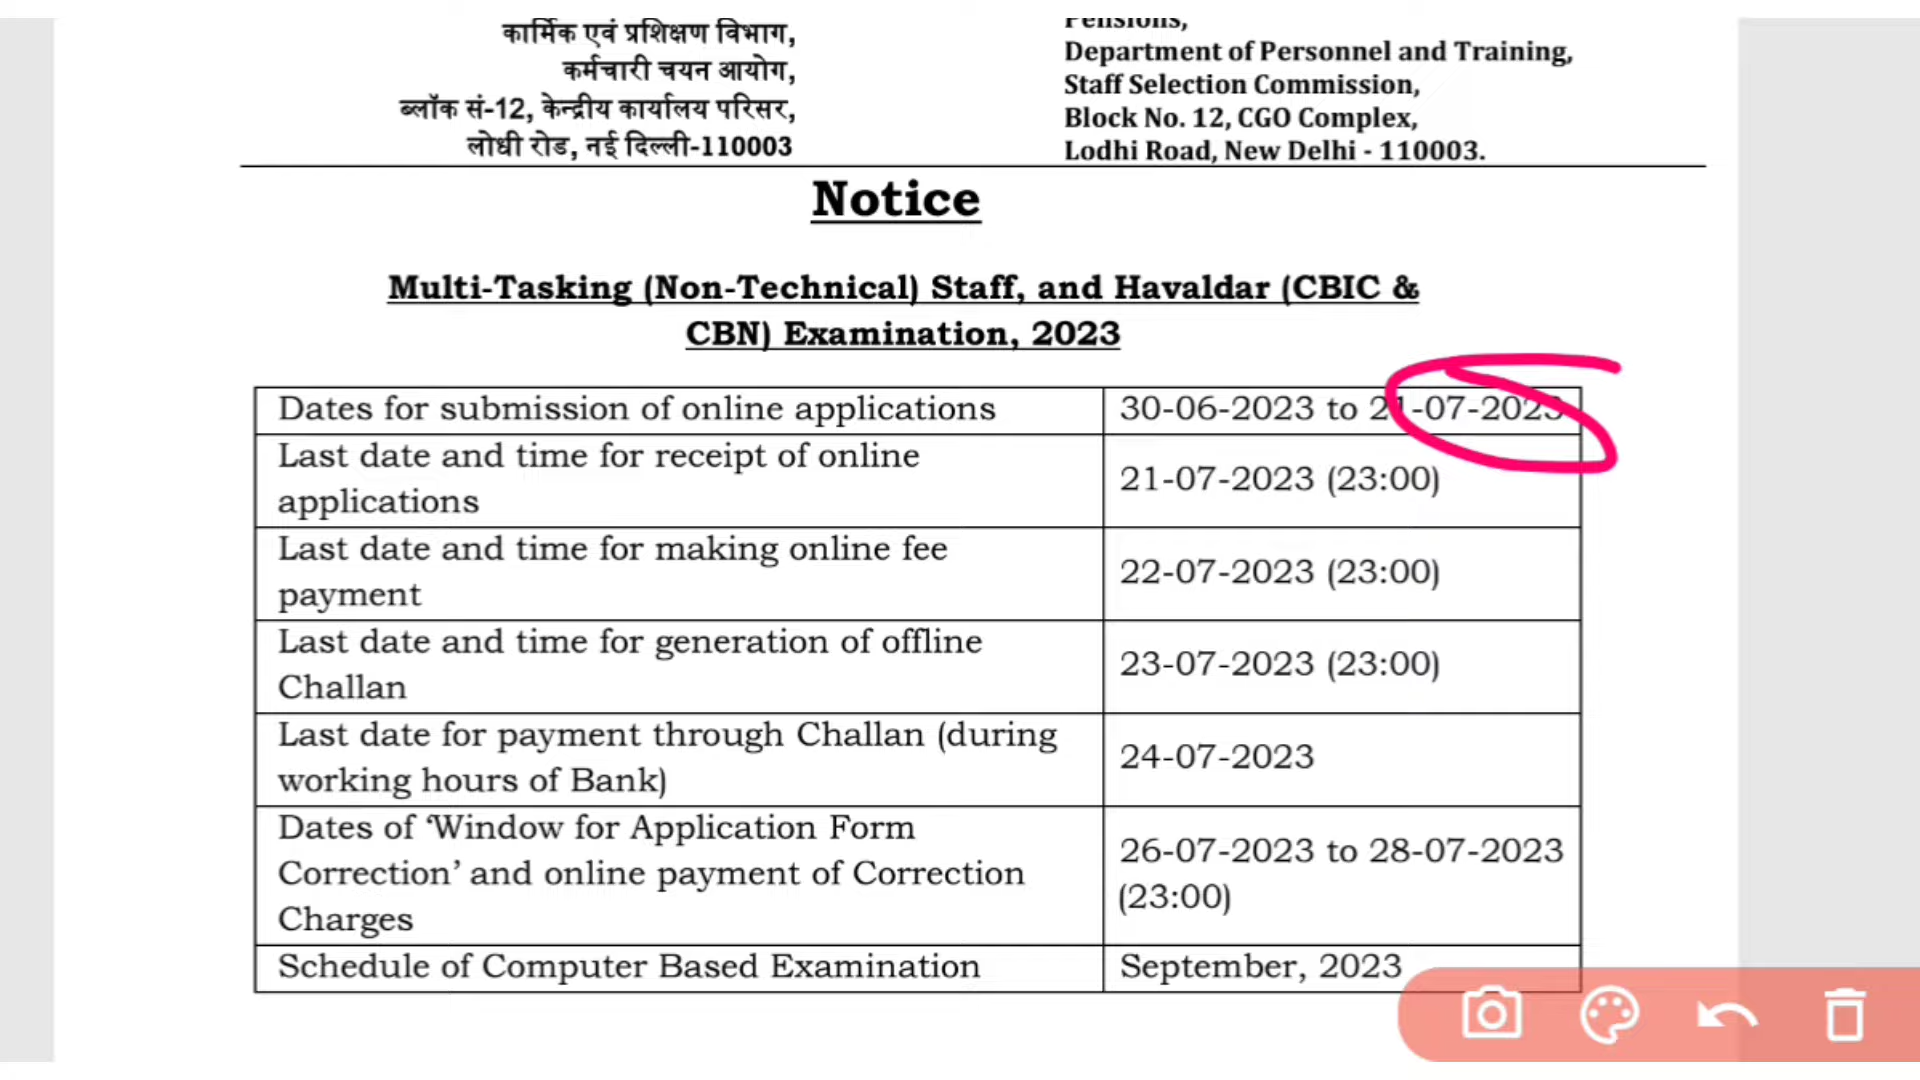 कार्मिक एवं प्रशिक्षण विभाग,
कर्मचारी चयन आयोग,
ब्लॉक सं-12, केन्द्रीय कार्यालय परिसर,
लोधी रोड, नई दिल्ली-110003
Pensions,
Department of Personnel and Training,
Staff Selection Commission,
Block No. 12, CGO Complex,
Lodhi Road, New Delhi - 110003.
Notice
Multi-Tasking (Non-Technical) Staff, and Havaldar (CBIC &
CBN) Examination, 2023
Dates for submission of online applications
30-06-2023 to 21-07-2023
Last date and time for receipt of online
applications
21-07-2023 (23:00)
Last date and time for making online fee
payment
22-07-2023 (23:00)
Last date and time for generation of offline
Challan
23-07-2023 (23:00)
Last date for payment through Challan (during
working hours of Bank)
24-07-2023
Dates of ‘Window for Application Form
Correction’ and online payment of Correction
Charges
26-07-2023 to 28-07-2023
(23:00)
Schedule of Computer Based Examination
September, 2023